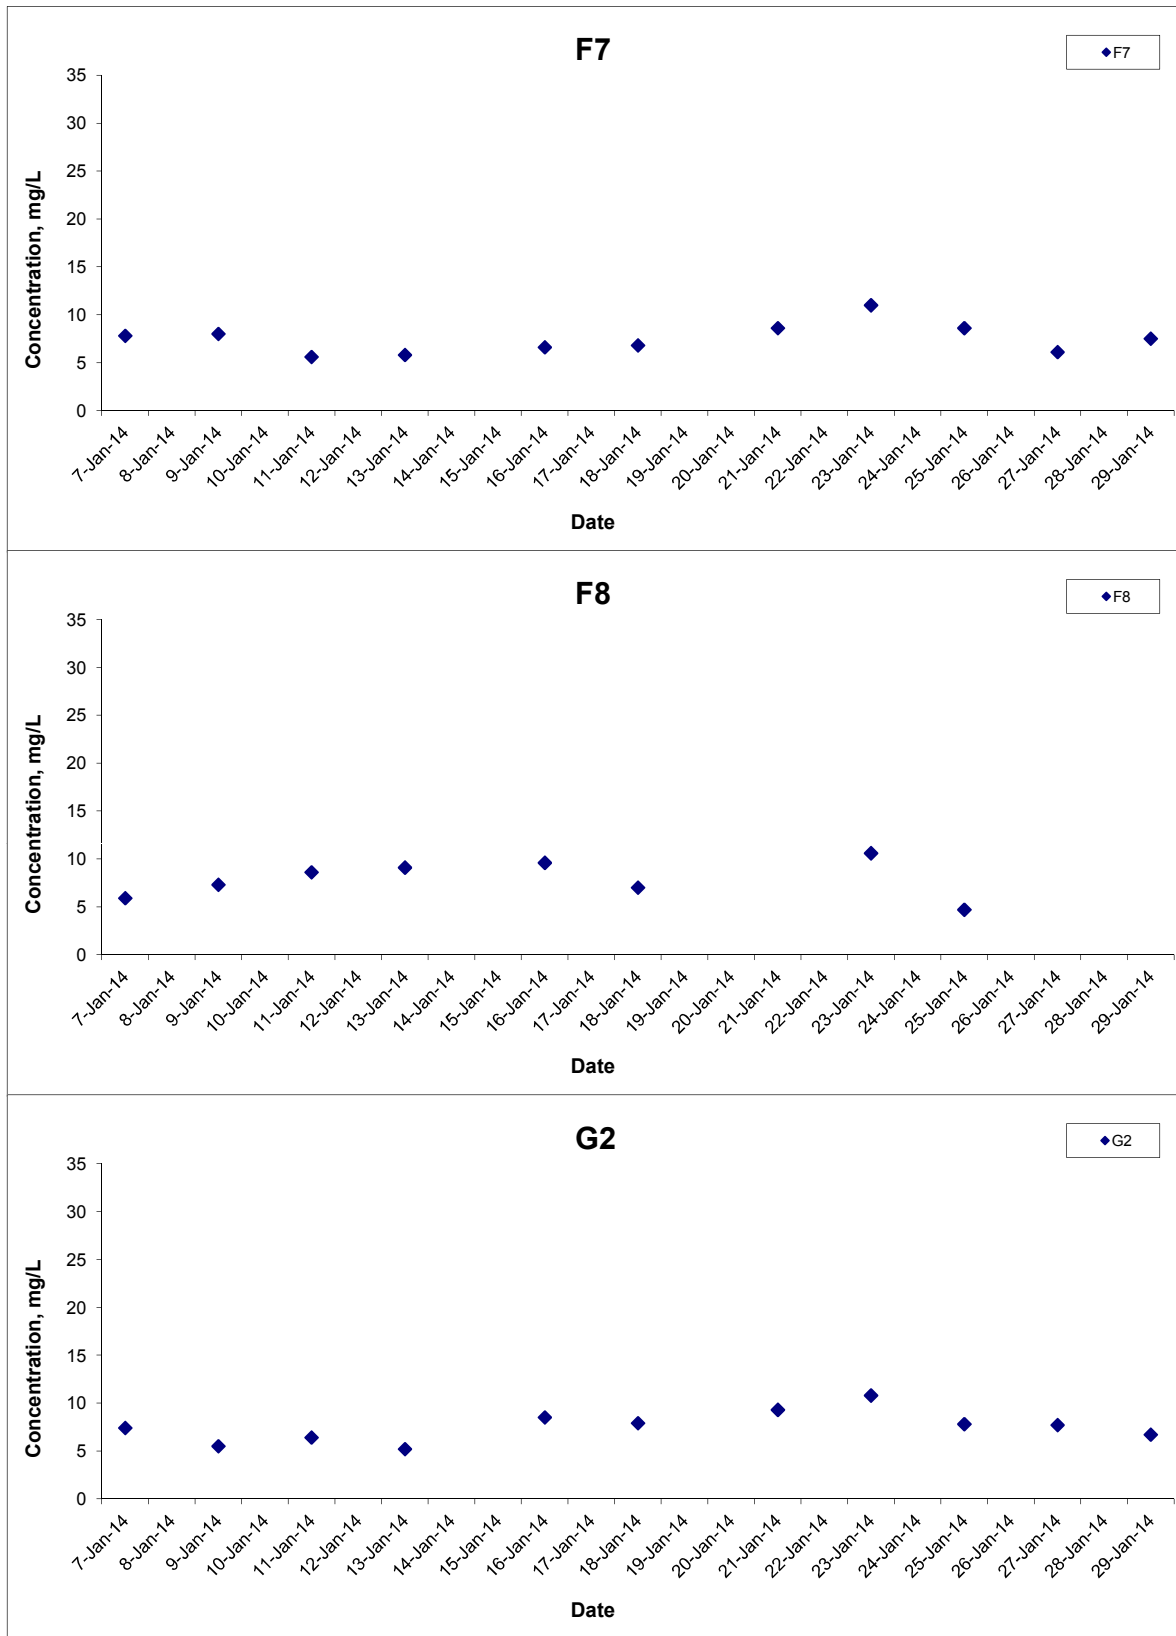 F7
F7
35
30
25
20
15
10
5
0
Concentration, mg/L
7-Jan-14
8-Jan-14
9-Jan-14
10-Jan-14
11-Jan-14
12-Jan-14
13-Jan-14
14-Jan-14
15-Jan-14
16-Jan-14
17-Jan-14
18-Jan-14
19-Jan-14
20-Jan-14
21-Jan-14
22-Jan-14
23-Jan-14
24-Jan-14
25-Jan-14
26-Jan-14
27-Jan-14
28-Jan-14
29-Jan-14
Date
F8
F8
35
30
25
20
15
10
5
0
Concentration, mg/L
7-Jan-14
8-Jan-14
9-Jan-14
10-Jan-14
11-Jan-14
12-Jan-14
13-Jan-14
14-Jan-14
15-Jan-14
16-Jan-14
17-Jan-14
18-Jan-14
19-Jan-14
20-Jan-14
21-Jan-14
22-Jan-14
23-Jan-14
24-Jan-14
25-Jan-14
26-Jan-14
27-Jan-14
28-Jan-14
29-Jan-14
Date
G2
G2
35
30
25
20
15
10
5
0
Concentration, mg/L
7-Jan-14
8-Jan-14
9-Jan-14
10-Jan-14
11-Jan-14
12-Jan-14
13-Jan-14
14-Jan-14
15-Jan-14
16-Jan-14
17-Jan-14
18-Jan-14
19-Jan-14
20-Jan-14
21-Jan-14
22-Jan-14
23-Jan-14
24-Jan-14
25-Jan-14
26-Jan-14
27-Jan-14
28-Jan-14
29-Jan-14
Date